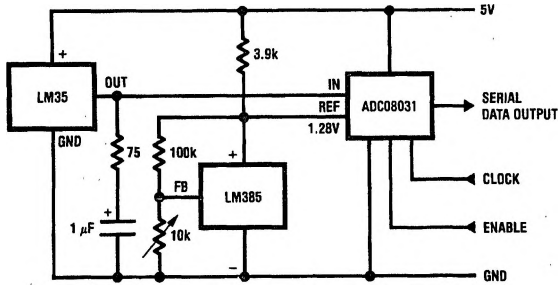 5V
+
3.9k
LM35
OUT
IN
ADC08031
SERIAL
DATA OUTPUT
REF
1.28V
GND
75
100k
+
LM385
FB
CLOCK
+
1 µF
10k
ENABLE
−
GND